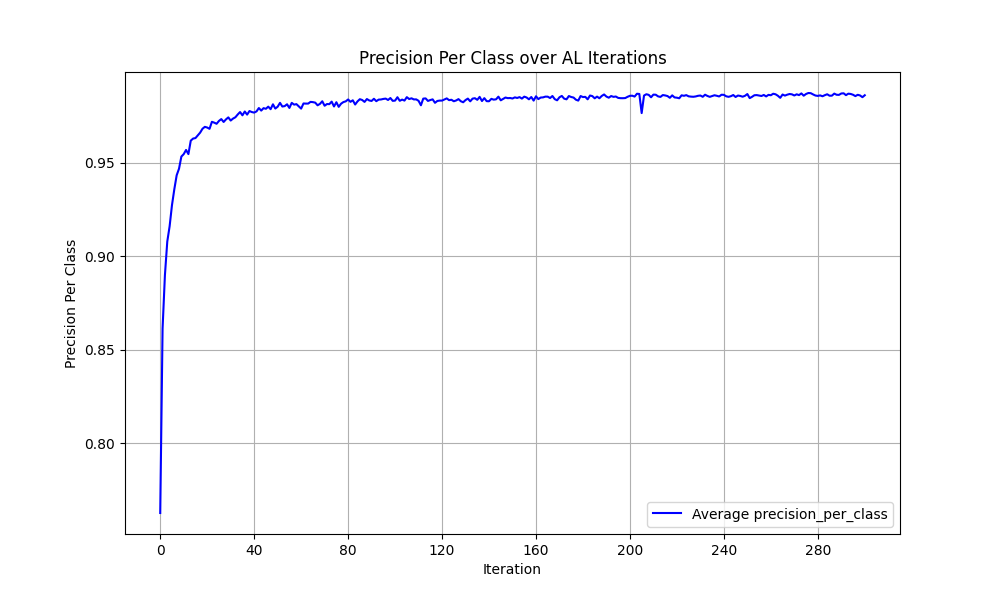 Precision Per Class over AL Iterations
Precision Per Class
0.95
0.90
0.85
0.80
0 40 80 120 160 200 240 280
Iteration
Average precision_per_class